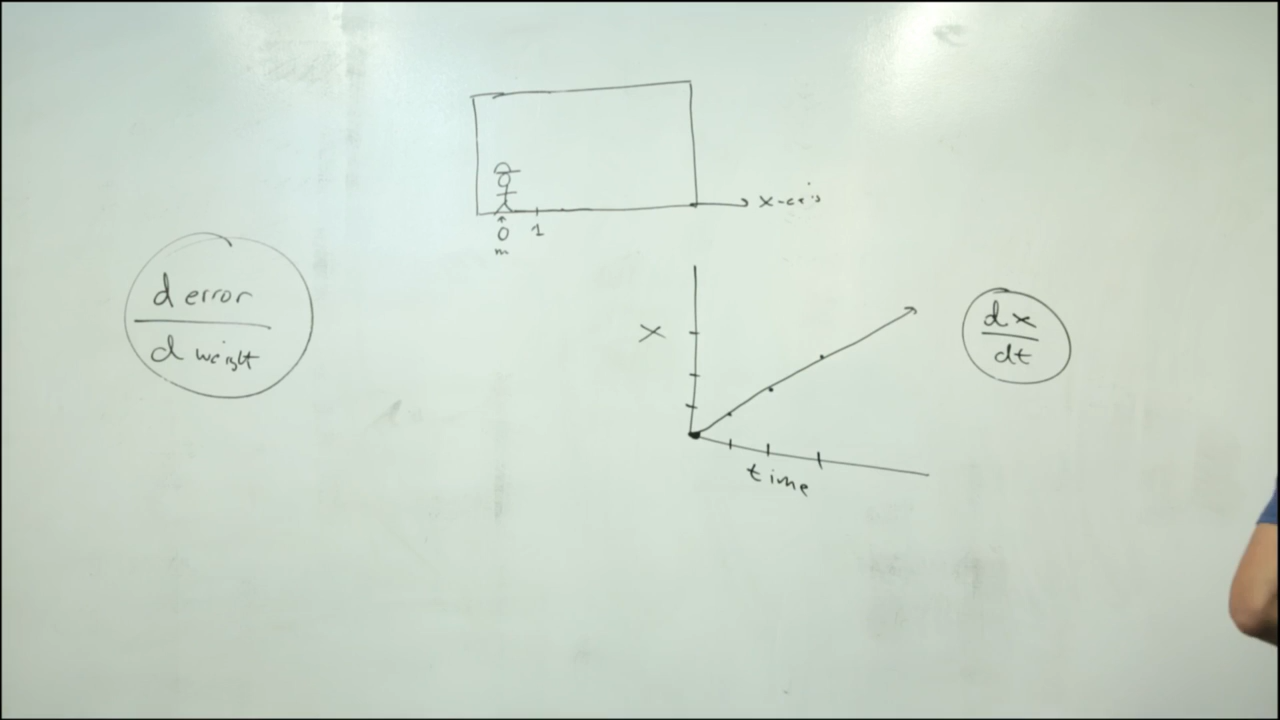 x-axis
0 1
m
d error
d weight
x
dx
dt
time